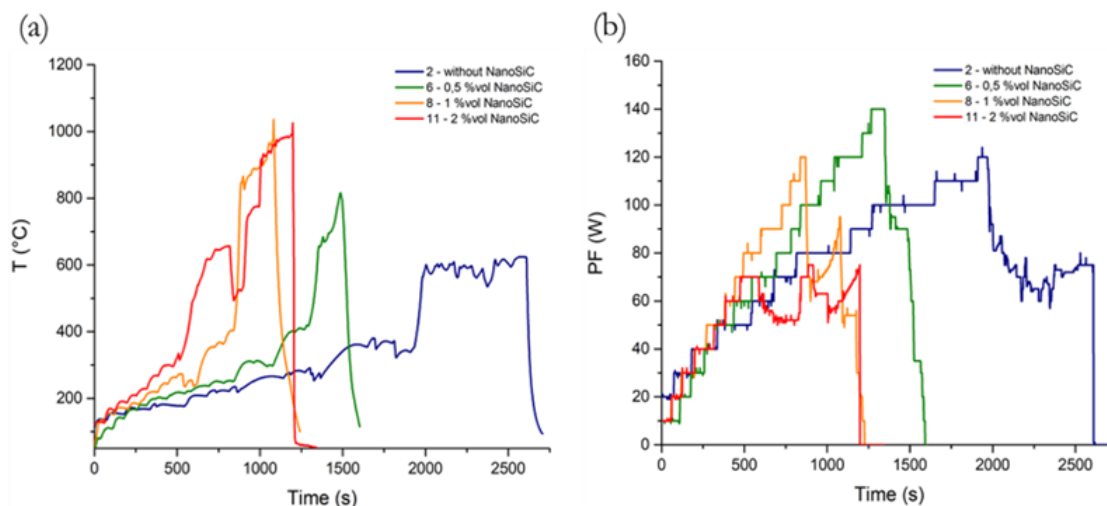 (a)
1200
1000
800
600
400
200
T (°C)
2 - without NanoSiC
6 - 0,5 %vol NanoSiC
8 - 1 %vol NanoSiC
11 - 2 %vol NanoSiC
0
500
1000
1500
2000
2500
Time (s)
(b)
160
140
120
100
80
60
40
20
0
PF (W)
2 - without NanoSiC
6 - 0,5 %vol NanoSiC
8 - 1 %vol NanoSiC
11 - 2 %vol NanoSiC
0
500
1000
1500
2000
2500
Time (s)